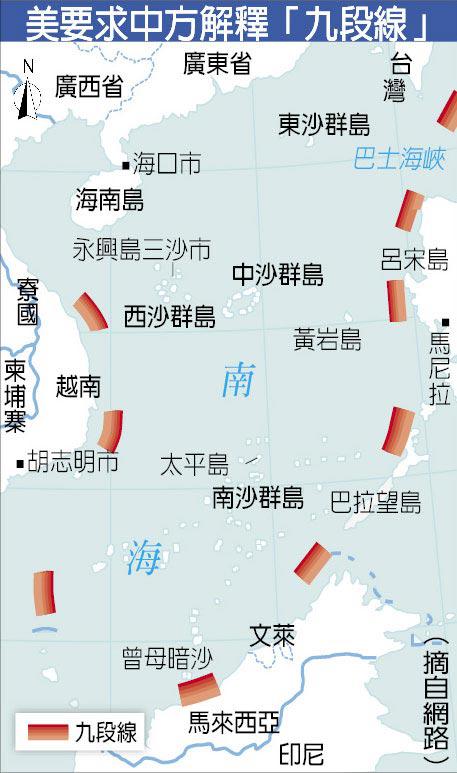 美要求中方解釋「九段線」
N
廣西省
廣東省
台灣
東沙群島
巴士海峽
海口市
海南島
永興島三沙市
中沙群島
呂宋島
寮國
西沙群島
黃岩島
馬尼拉
柬埔寨
越南
南
胡志明市
太平島
南沙群島
巴拉望島
海
文萊
曾母暗沙
馬來西亞
印尼
九段線
（摘自網路）